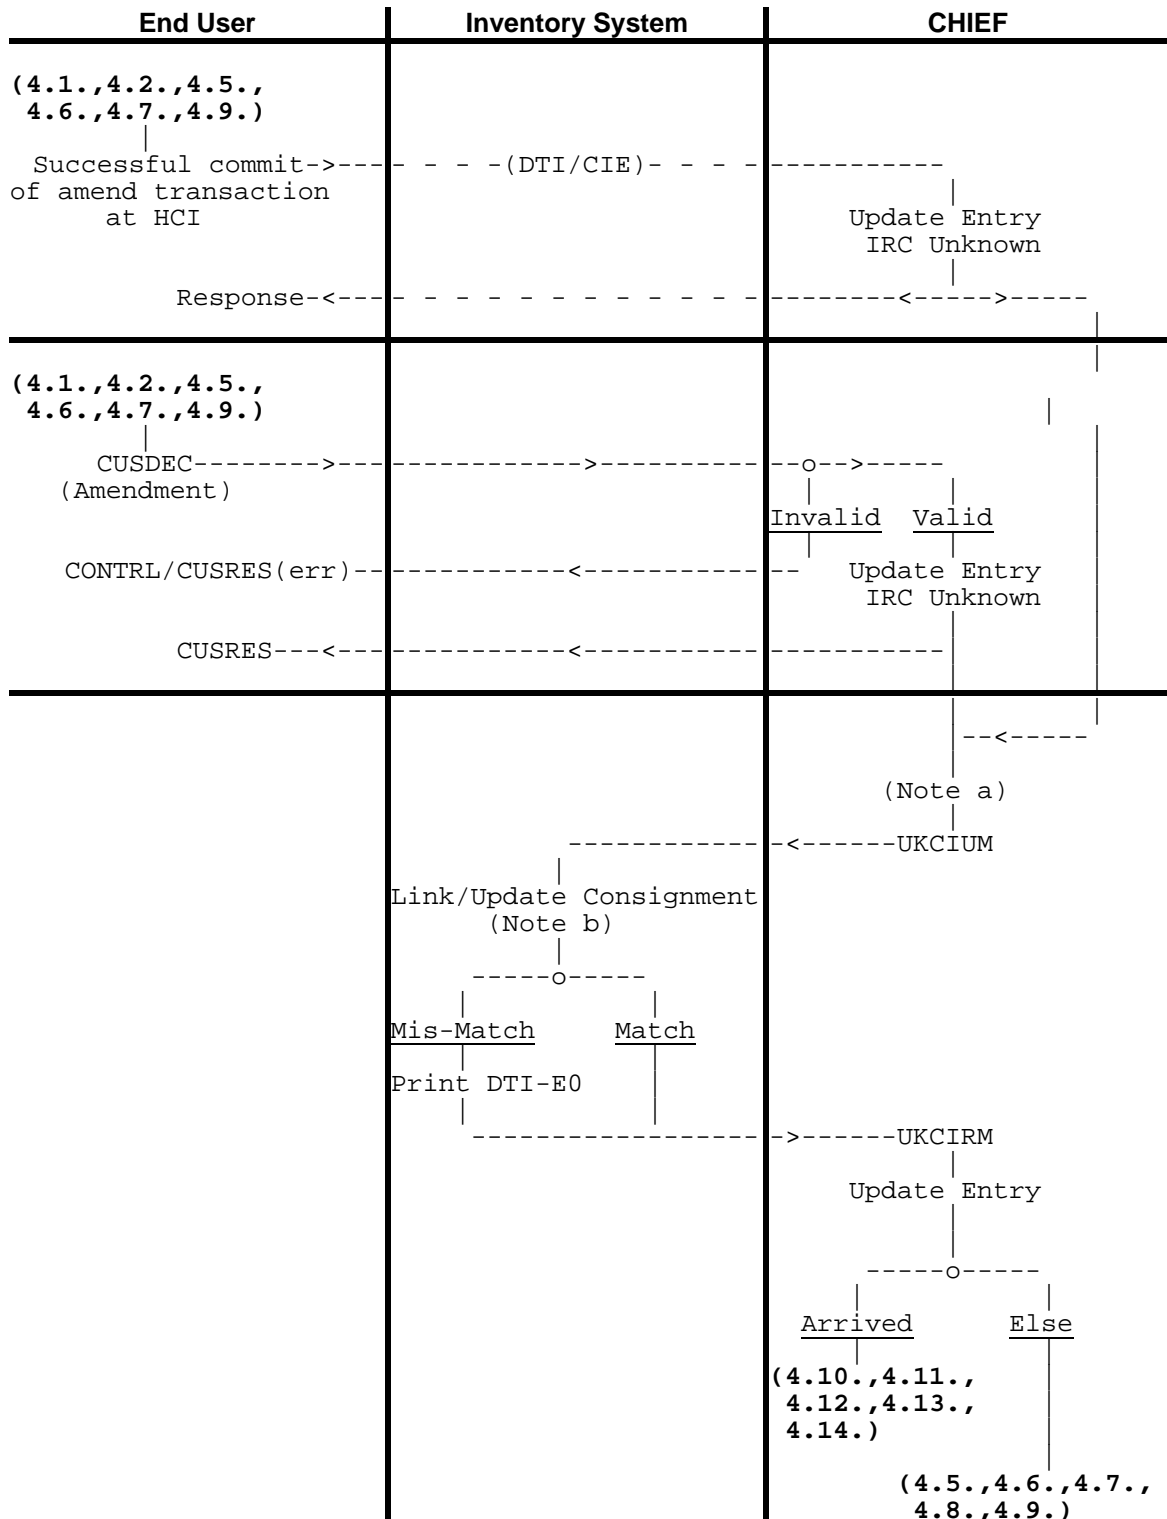 End User Inventory System CHIEF
(4.1.,4.2.,4.5.,
4.6.,4.7.,4.9.)
Successful commit->--- - - -(DTI/CIE)- - - -----------
of amend transaction
at HCI
Update Entry
IRC Unknown
Response-<--- - - - - - - - - - - - --------<----->-----
(4.1.,4.2.,4.5.,
4.6.,4.7.,4.9.)
CUSDEC-------->--------------->------------o-->-----
(Amendment)
Invalid Valid
CONTRL/CUSRES(err)-------------<-------------
Update Entry
IRC Unknown
CUSRES---<---------------<----------------------
--<-----
(Note a)
-------------<------UKCIUM
Link/Update Consignment
(Note b)
-----o-----
Mis-Match Match
Print DTI-E0
------------------->------UKCIRM
Update Entry
-----o-----
Arrived Else
(4.10.,4.11.,
4.12.,4.13.,
4.14.)
(4.5.,4.6.,4.7.,
4.8.,4.9.)